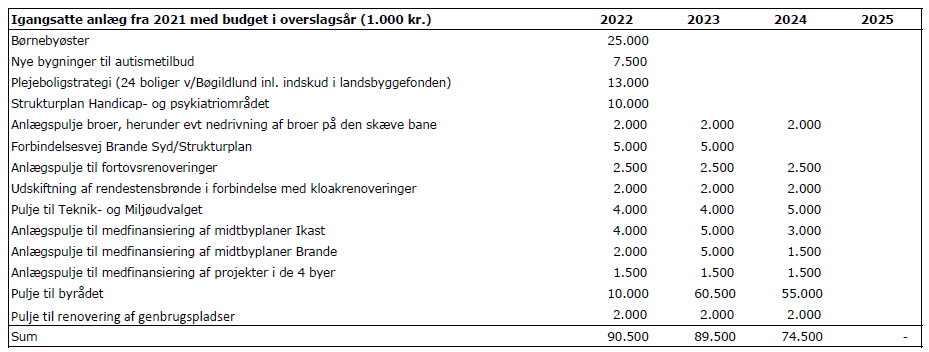 Igangsatte anlæg fra 2021 med budget i overslagsår (1.000 kr.) 2022 2023 2024 2025
Børnebyøster 25.000
Nye bygninger til autismetilbud 7.500
Plejeboligstrategi (24 boliger v/Bøgildlund inl. indskud i landsbyggefonden) 13.000
Strukturplan Handicap- og psykiatriområdet 10.000
Anlægspulje broer, herunder evt nedrivning af broer på den skæve bane 2.000 2.000 2.000
Forbindelsesvej Brande Syd/Strukturplan 5.000 5.000
Anlægspulje til fortovsrenoveringer 2.500 2.500 2.500
Udskiftning af rendestensbrønde i forbindelse med kloakrenoveringer 2.000 2.000 2.000
Pulje til Teknik- og Miljøudvalget 4.000 4.000 5.000
Anlægspulje til medfinansiering af midtbyplaner Ikast 4.000 5.000 3.000
Anlægspulje til medfinansiering af midtbyplaner Brande 2.000 5.000 1.500
Anlægspulje til medfinansiering af projekter i de 4 byer 1.500 1.500 1.500
Pulje til byrådet 10.000 60.500 55.000
Pulje til renovering af genbrugspladser 2.000 2.000 2.000
Sum 90.500 89.500 74.500 -